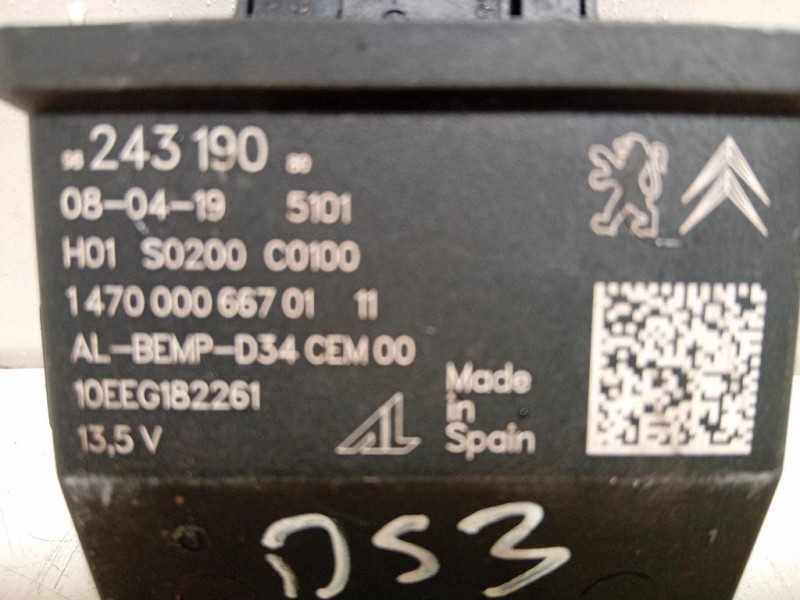 98 243 190 80
08-04-19 5101
H01 S0200 C0100
1 470 000 667 01 11
AL-BEMP-D34 CEM 00
10EEG182261
13,5 V
AL
Made
in
Spain
DS3